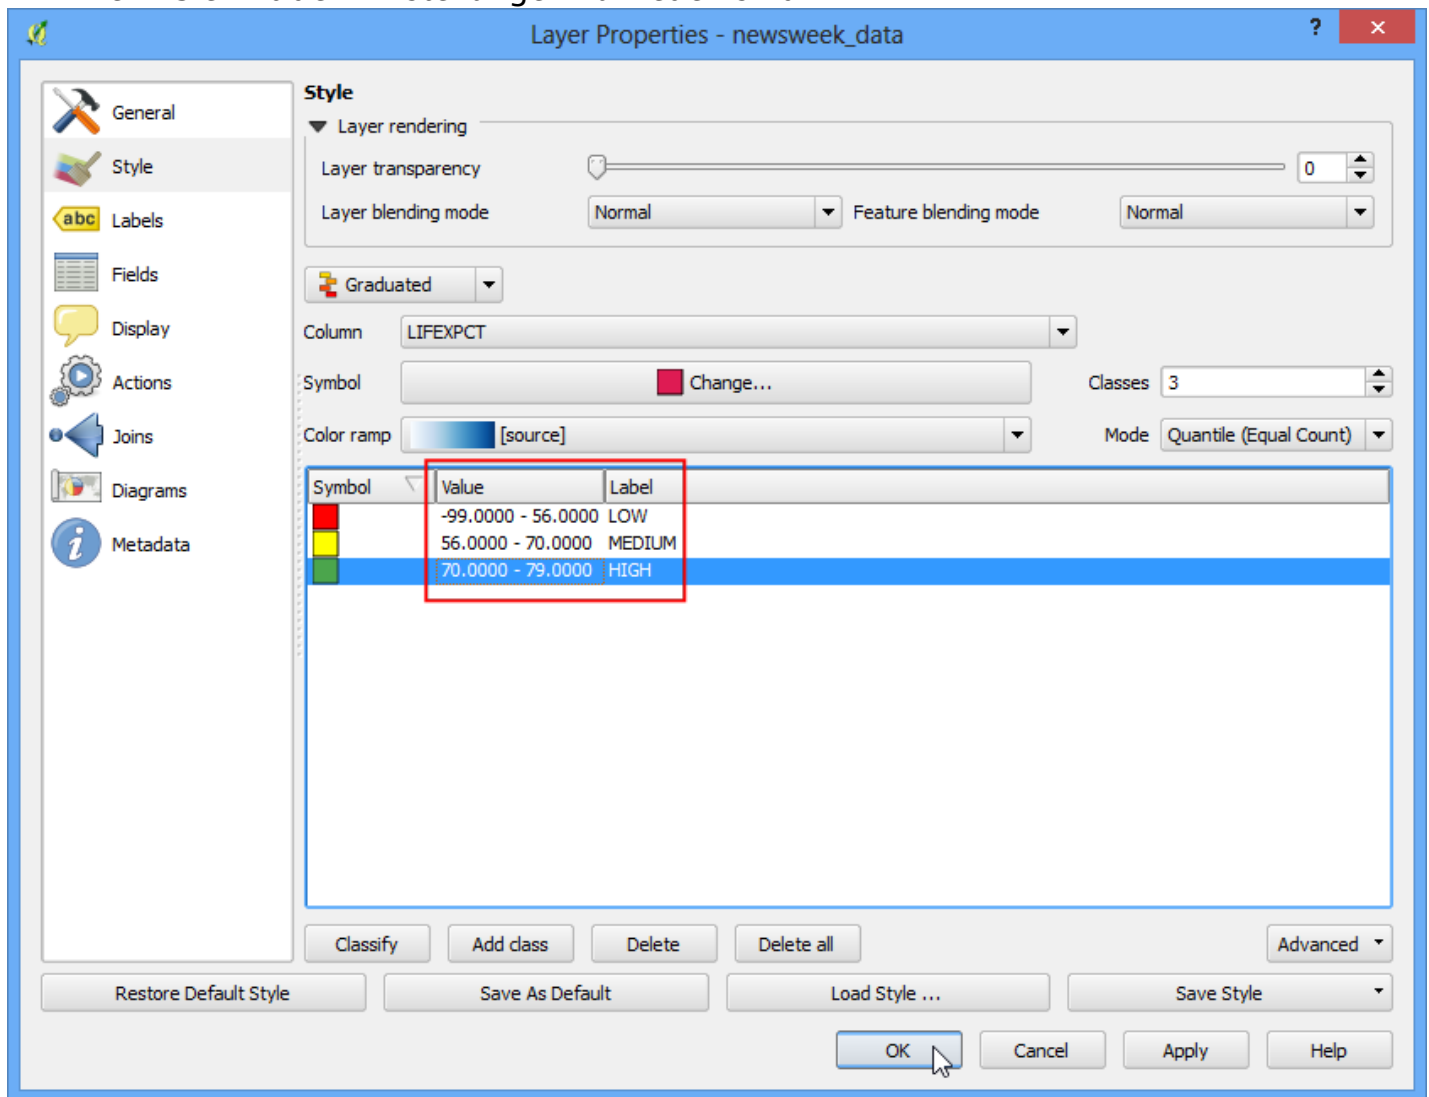 Layer Properties - newsweek_data
?
General
Style
Labels
Fields
Display
Actions
Joins
Diagrams
Metadata
abc
Style
Layer rendering
Layer transparency 0
Layer blending mode Normal Feature blending mode Normal
Graduated
Column LIFEXPCT
Symbol Change... Classes 3
Color ramp [source] Mode Quantile (Equal Count)
Symbol Value Label
-99.0000 - 56.0000 LOW
56.0000 - 70.0000 MEDIUM
70.0000 - 79.0000 HIGH
Classify Add class Delete Delete all Advanced
Restore Default Style Save As Default Load Style ... Save Style
OK Cancel Apply Help